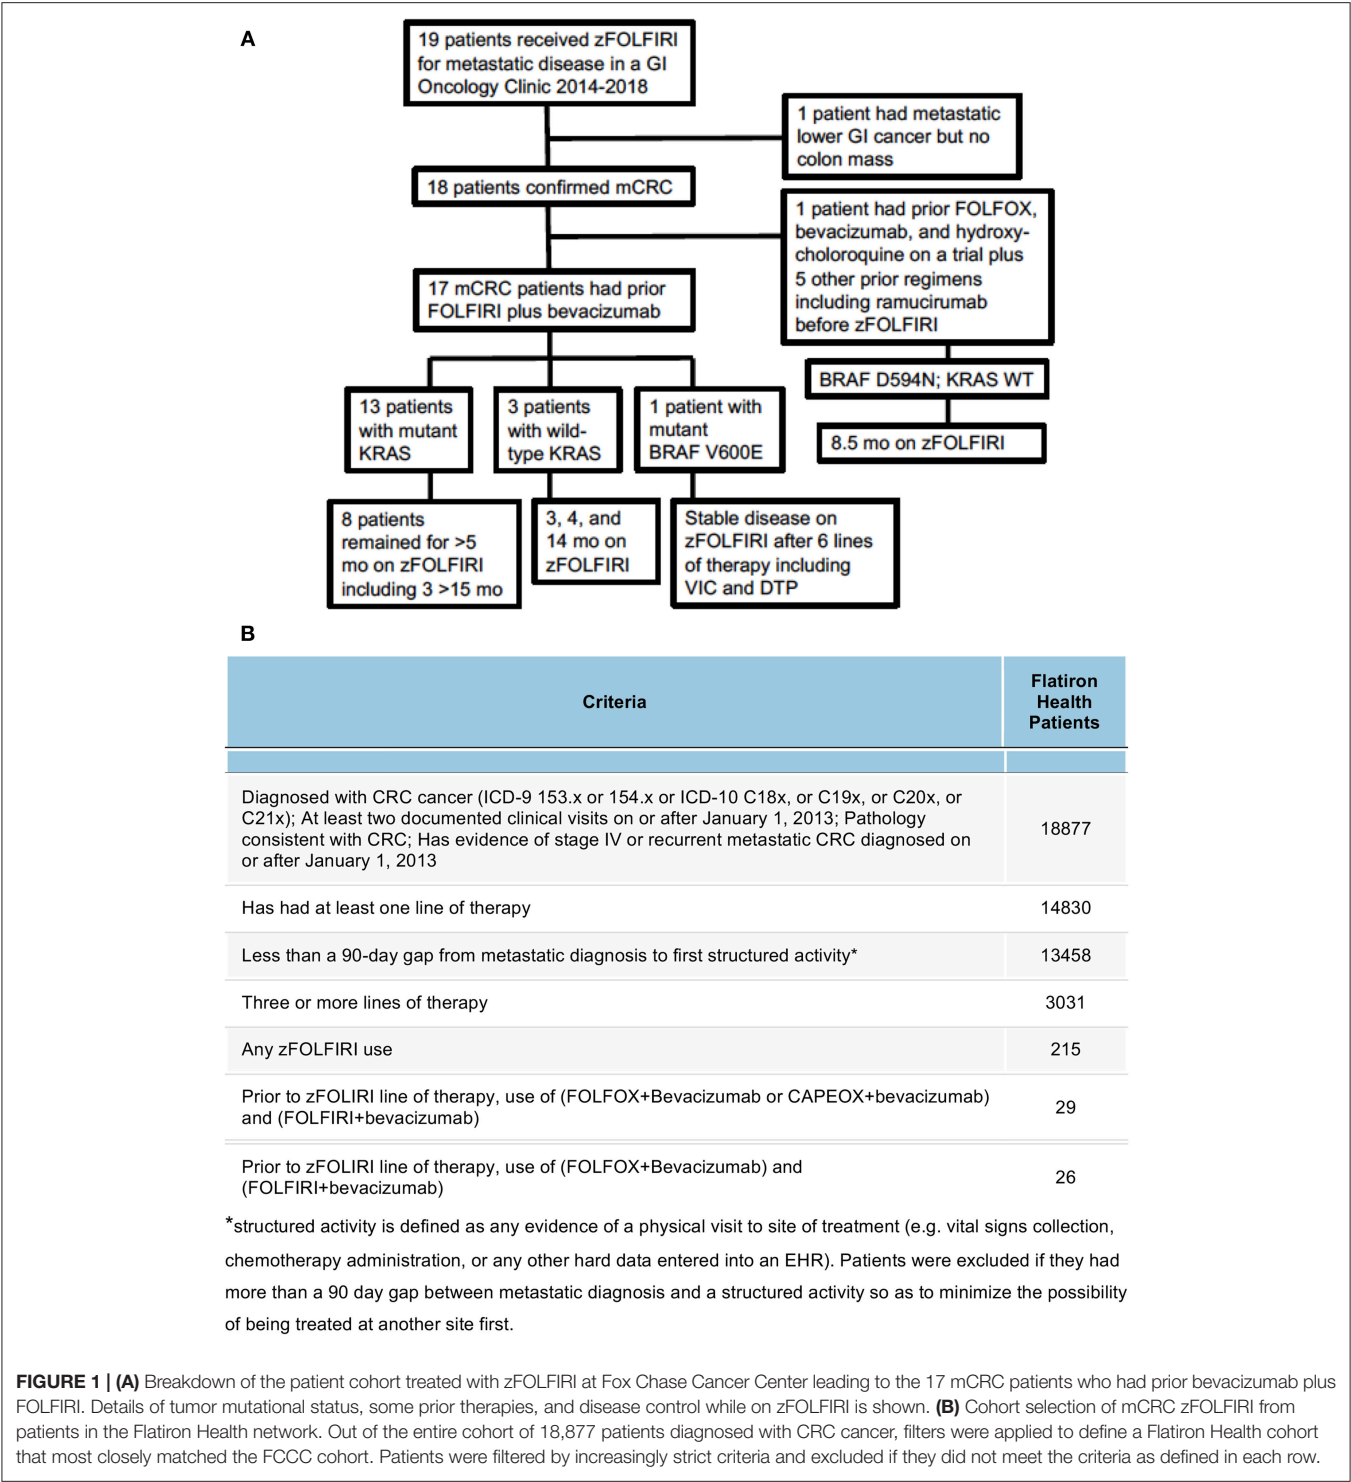 A
19 patients received zFOLFIRI
for metastatic disease in a GI
Oncology Clinic 2014-2018
1 patient had metastatic
lower GI cancer but no
colon mass
18 patients confirmed mCRC
1 patient had prior FOLFOX,
bevacizumab, and hydroxy-
choloroquine on a trial plus
5 other prior regimens
including ramucirumab
before zFOLFIRI
17 mCRC patients had prior
FOLFIRI plus bevacizumab
BRAF D594N; KRAS WT
8.5 mo on zFOLFIRI
13 patients
with mutant
KRAS
3 patients
with wild-
type KRAS
1 patient with
mutant
BRAF V600E
8 patients
remained for >5
mo on zFOLFIRI
including 3 >15 mo
3, 4, and
14 mo on
zFOLFIRI
Stable disease on
zFOLFIRI after 6 lines
of therapy including
VIC and DTP
B
Criteria
Flatiron
Health
Patients
Diagnosed with CRC cancer (ICD-9 153.x or 154.x or ICD-10 C18x, or C19x, or C20x, or
C21x); At least two documented clinical visits on or after January 1, 2013; Pathology
consistent with CRC; Has evidence of stage IV or recurrent metastatic CRC diagnosed on
or after January 1, 2013
18877
Has had at least one line of therapy
14830
Less than a 90-day gap from metastatic diagnosis to first structured activity*
13458
Three or more lines of therapy
3031
Any zFOLFIRI use
215
Prior to zFOLIRI line of therapy, use of (FOLFOX+Bevacizumab or CAPEOX+bevacizumab)
and (FOLFIRI+bevacizumab)
29
Prior to zFOLIRI line of therapy, use of (FOLFOX+Bevacizumab) and
(FOLFIRI+bevacizumab)
26
*structured activity is defined as any evidence of a physical visit to site of treatment (e.g. vital signs collection,
chemotherapy administration, or any other hard data entered into an EHR). Patients were excluded if they had
more than a 90 day gap between metastatic diagnosis and a structured activity so as to minimize the possibility
of being treated at another site first.
FIGURE 1 | (A) Breakdown of the patient cohort treated with zFOLFIRI at Fox Chase Cancer Center leading to the 17 mCRC patients who had prior bevacizumab plus
FOLFIRI. Details of tumor mutational status, some prior therapies, and disease control while on zFOLFIRI is shown. (B) Cohort selection of mCRC zFOLFIRI from
patients in the Flatiron Health network. Out of the entire cohort of 18,877 patients diagnosed with CRC cancer, filters were applied to define a Flatiron Health cohort
that most closely matched the FCCC cohort. Patients were filtered by increasingly strict criteria and excluded if they did not meet the criteria as defined in each row.